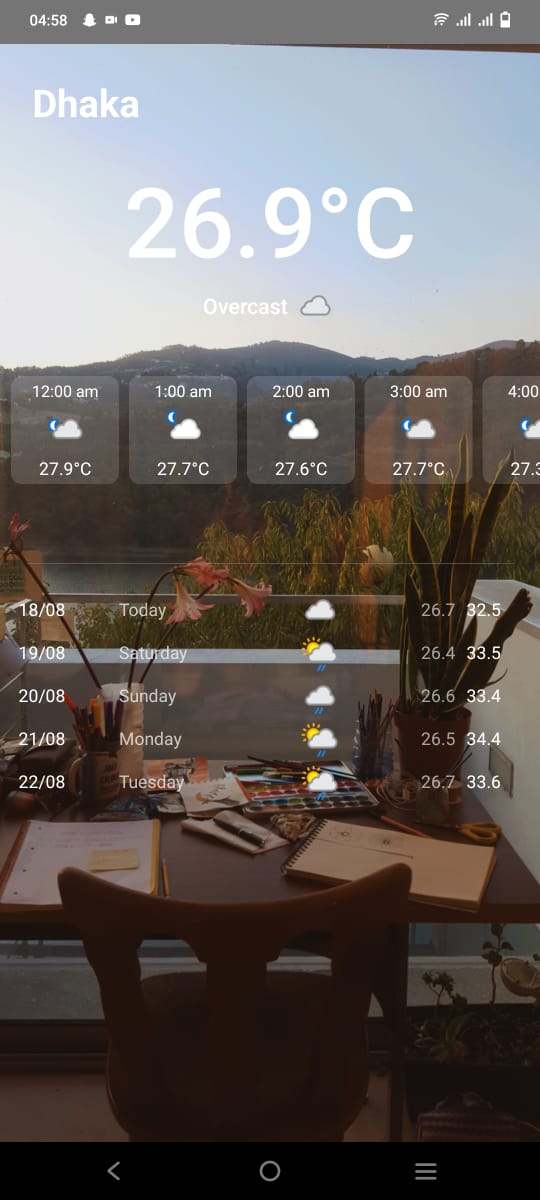 04:58
Dhaka
26.9°C
Overcast
12:00 am 1:00 am 2:00 am 3:00 am 4:00
27.9°C 27.7°C 27.6°C 27.7°C 27.3
18/08 Today 26.7 32.5
19/08 Saturday 26.4 33.5
20/08 Sunday 26.6 33.4
21/08 Monday 26.5 34.4
22/08 Tuesday 26.7 33.6